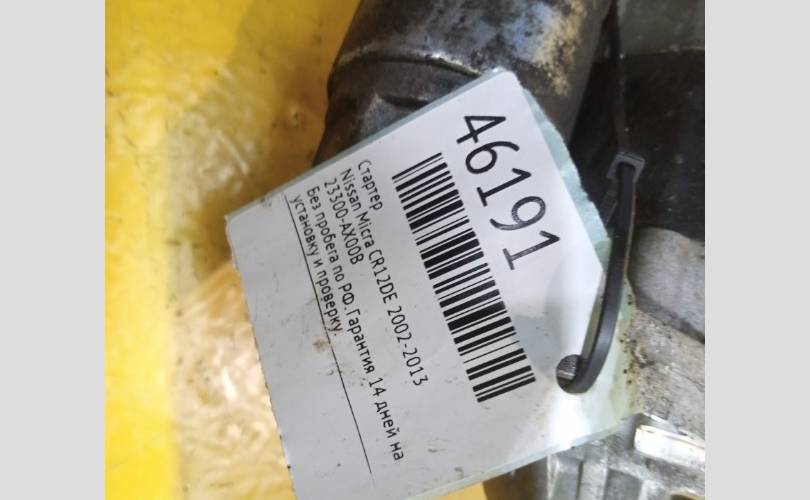 46191
Стартер
Nissan Micra CR12DE 2002-2013
23300-AX00B
Без пробега по РФ.Гарантия 14 дней на
установку и проверку.